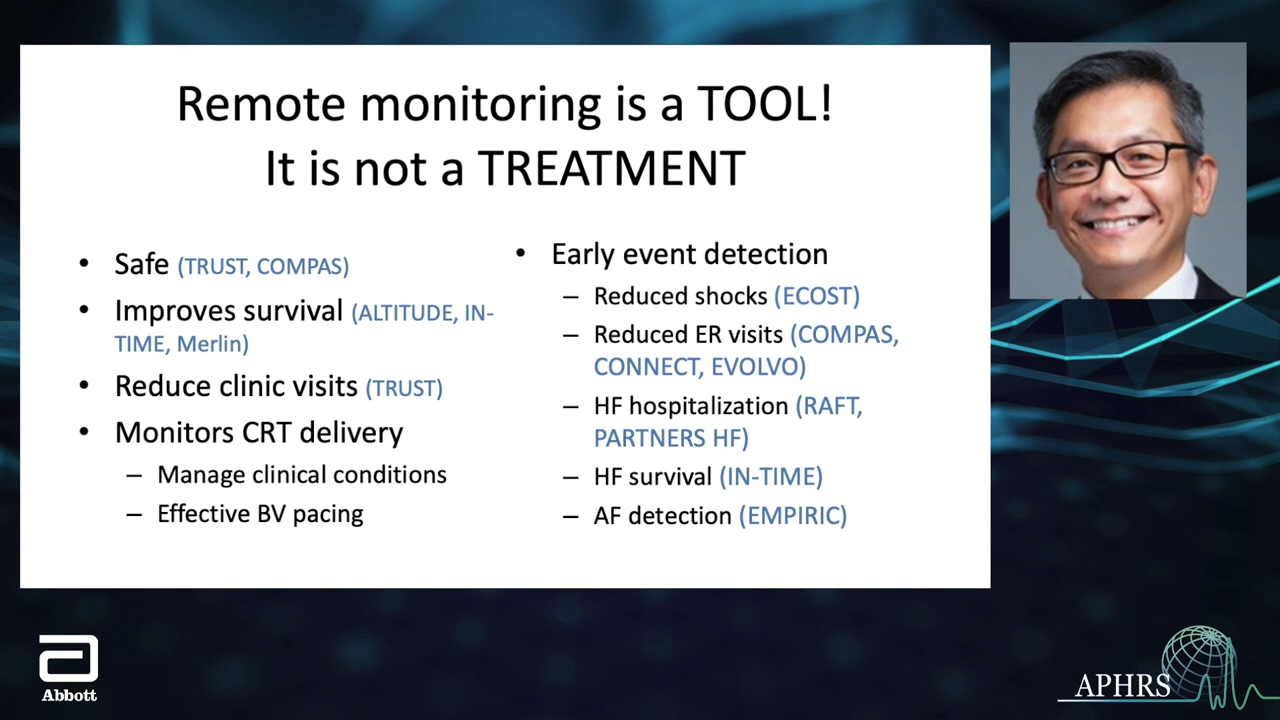 Remote monitoring is a TOOL!
It is not a TREATMENT
• Safe (TRUST, COMPAS)
• Improves survival (ALTITUDE, IN-
TIME, Merlin)
• Reduce clinic visits (TRUST)
• Monitors CRT delivery
– Manage clinical conditions
– Effective BV pacing
• Early event detection
– Reduced shocks (ECOST)
– Reduced ER visits (COMPAS,
CONNECT, EVOLVO)
– HF hospitalization (RAFT,
PARTNERS HF)
– HF survival (IN-TIME)
– AF detection (EMPIRIC)
Abbott
APHRS